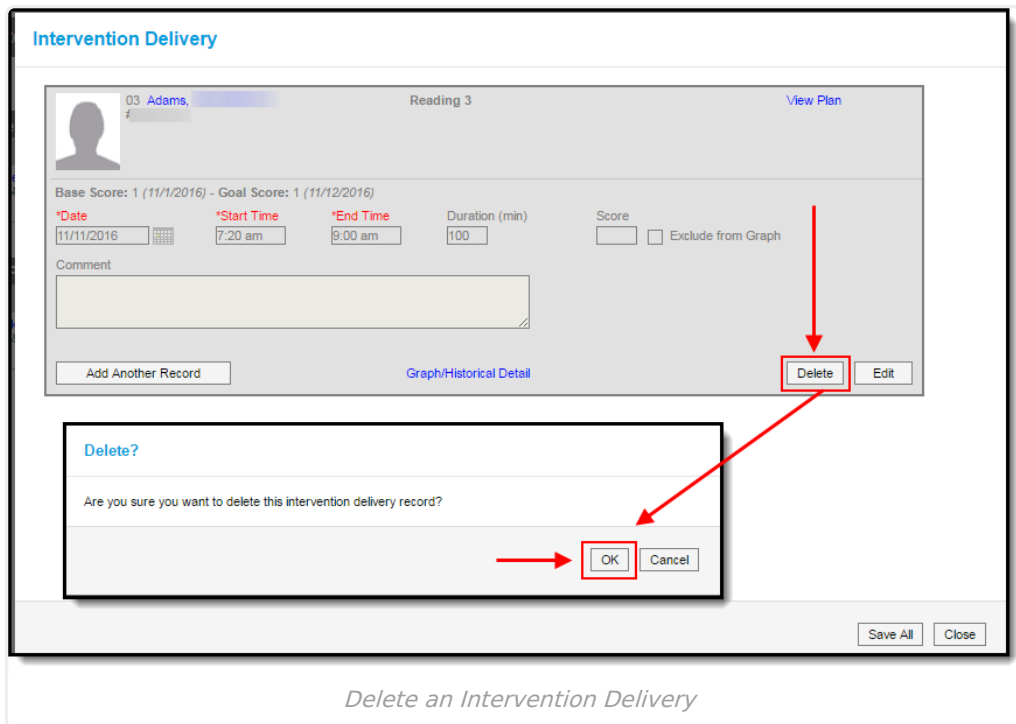 Intervention Delivery
03 Adams, Reading 3 View Plan
#
Base Score: 1 (11/1/2016) - Goal Score: 1 (11/12/2016)
*Date *Start Time *End Time Duration (min) Score
11/11/2016 7:20 am 9:00 am 100 Exclude from Graph
Comment
Add Another Record Graph/Historical Detail Delete Edit
Delete?
Are you sure you want to delete this intervention delivery record?
OK Cancel
Save All Close
Delete an Intervention Delivery